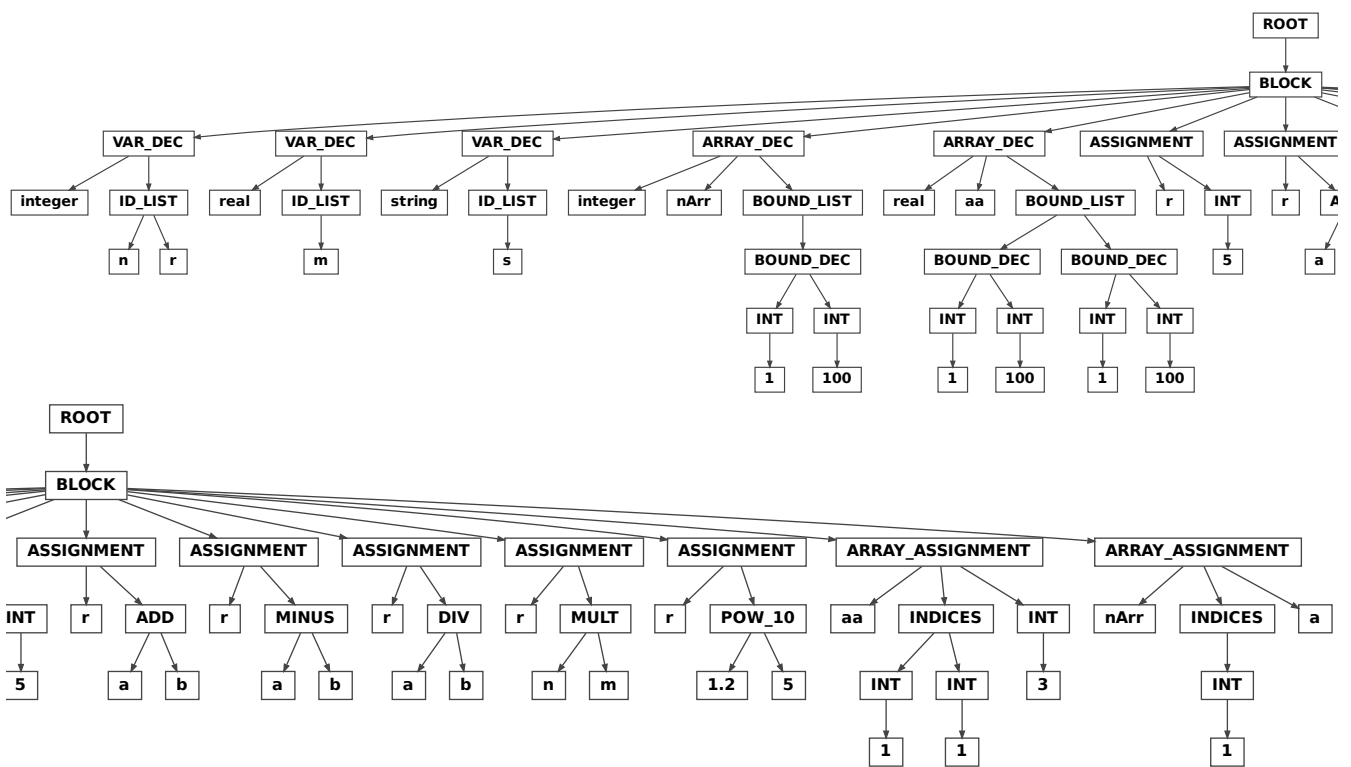 ROOT
BLOCK
VAR_DEC VAR_DEC VAR_DEC ARRAY_DEC ARRAY_DEC ASSIGNMENT ASSIGNMENT
integer ID_LIST real ID_LIST string ID_LIST integer nArr BOUND_LIST real aa BOUND_LIST r INT r A
n r m s BOUND_DEC BOUND_DEC BOUND_DEC 5 a
INT INT INT INT INT INT
1 100 1 100 1 100
ROOT
BLOCK
ASSIGNMENT ASSIGNMENT ASSIGNMENT ASSIGNMENT ASSIGNMENT ARRAY_ASSIGNMENT ARRAY_ASSIGNMENT
INT r ADD r MINUS r DIV r MULT r POW_10 aa INDICES INT nArr INDICES a
5 a b a b a b n m 1.2 5 INT INT 3 INT
1 1 1